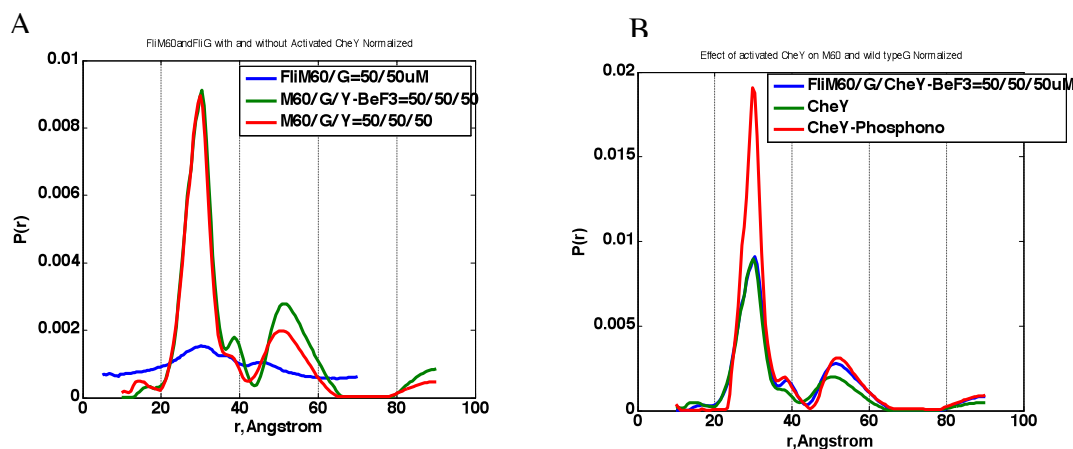 A
FliM60andFliG with and without Activated CheY Normalized
FliM60/G=50/50uM
M60/G/Y-BeF3=50/50/50
M60/G/Y=50/50/50
0.01
0.008
0.006
0.004
0.002
0
P(r)
0 20 40 60 80 100
r, Angstrom
B
Effect of activated CheY on M60 and wild typeG Normalized
FliM60/G/CheY-BeF3=50/50/50uM
CheY
CheY-Phosphono
0.02
0.015
0.01
0.005
0
P(r)
0 20 40 60 80 100
r,Angstrom